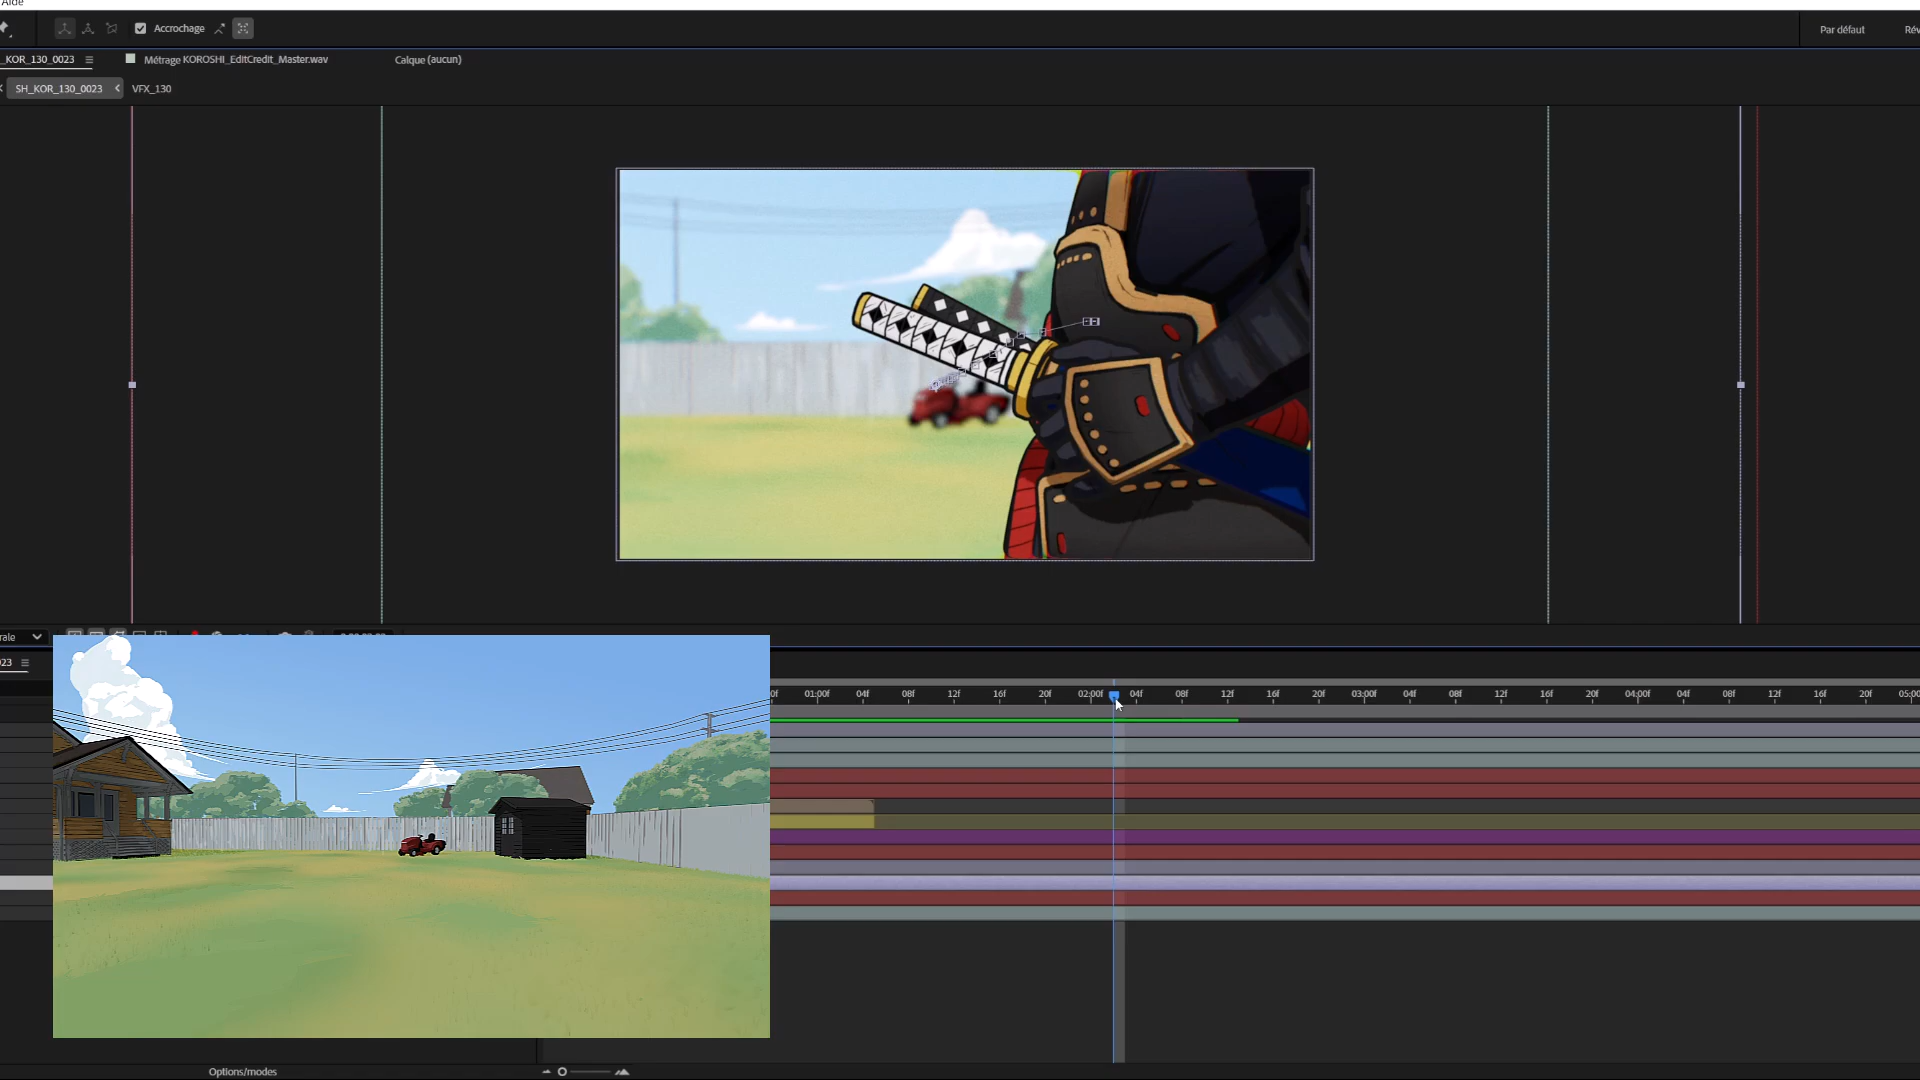 Aide
Accrochage
Par défaut
Rév
_KOR_130_0023
Métrage KOROSHI_EditCredit_Master.wav
Calque (aucun)
SH_KOR_130_0023
VFX_130
rale
023
0f 01:00f 04f 08f 12f 16f 20f 02:00f 04f 08f 12f 16f 20f 03:00f 04f 08f 12f 16f 20f 04:00f 04f 08f 12f 16f 20f 05:00
Options/modes